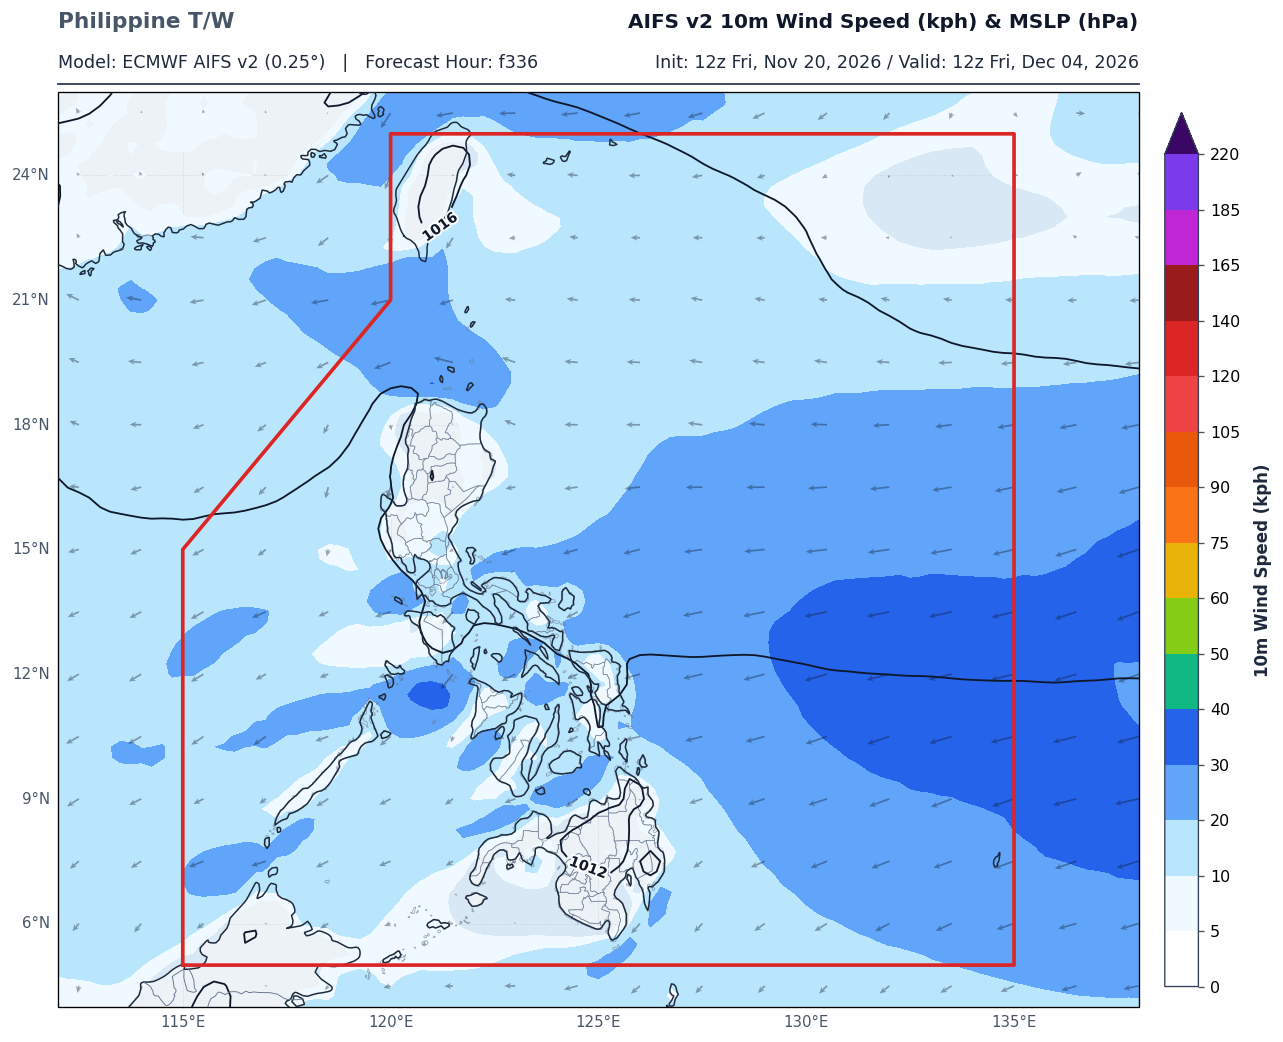 Philippine T/W
AIFS v2 10m Wind Speed (kph) & MSLP (hPa)
Model: ECMWF AIFS v2 (0.25°) | Forecast Hour: f336
Init: 12z Fri, Nov 20, 2026 / Valid: 12z Fri, Dec 04, 2026
24°N
21°N
18°N
15°N
12°N
9°N
6°N
1016
1012
115°E
120°E
125°E
130°E
135°E
220
185
165
140
120
105
90
75
60
50
40
30
20
10
5
0
10m Wind Speed (kph)